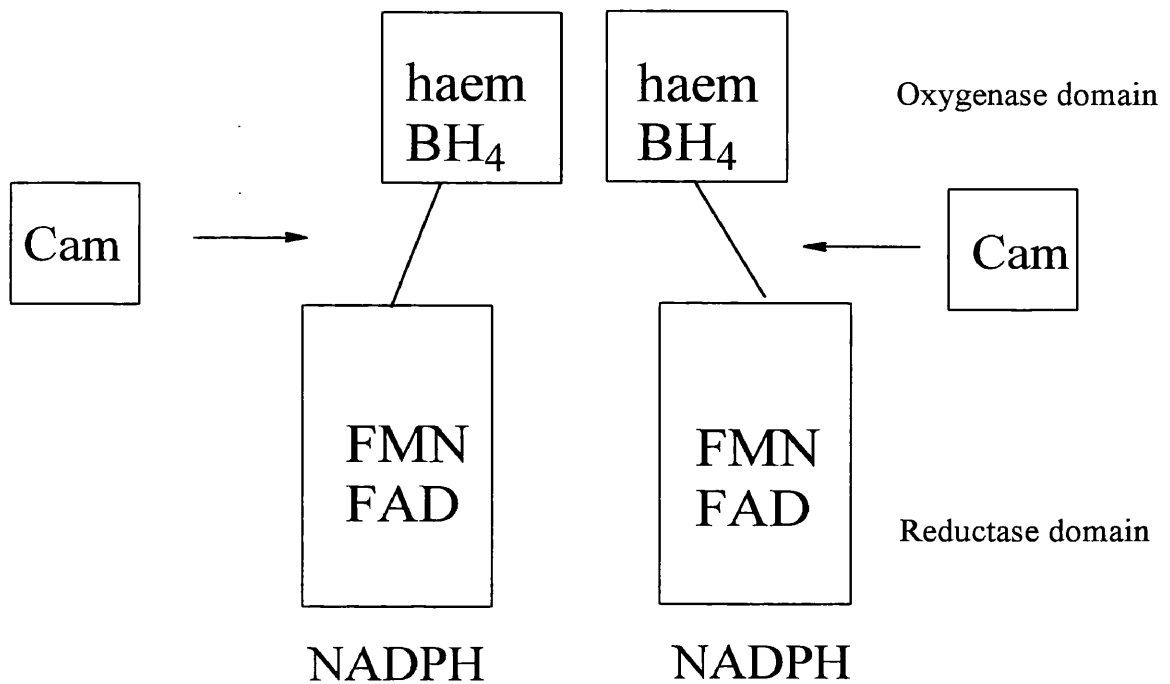 haem
BH₄
haem
BH₄
Oxygenase domain
Cam
Cam
FMN
FAD
FMN
FAD
Reductase domain
NADPH
NADPH